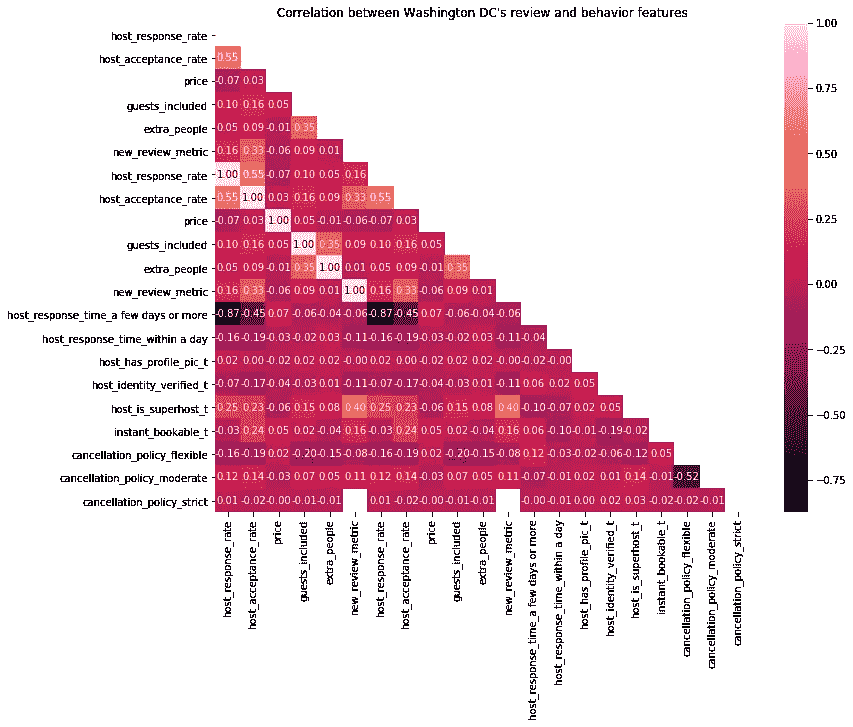 Correlation between Washington DC's review and behavior features
host_response_rate
host_acceptance_rate 0.55
price -0.07 0.03
guests_included 0.10 0.16 0.05
extra_people 0.05 0.09 -0.01 0.35
new_review_metric 0.16 0.33 -0.06 0.09 0.01
host_response_rate 1.00 0.55 -0.07 0.10 0.05 0.16
host_acceptance_rate 0.55 1.00 0.03 0.16 0.09 0.33 0.55
price -0.07 0.03 1.00 0.05 -0.01 -0.06 -0.07 0.03
guests_included 0.10 0.16 0.05 1.00 0.35 0.09 0.10 0.16 0.05
extra_people 0.05 0.09 -0.01 0.35 1.00 0.01 0.05 0.09 -0.01 0.35
new_review_metric 0.16 0.33 -0.06 0.09 0.01 1.00 0.16 0.33 -0.06 0.09 0.01
host_response_time_a few days or more -0.87 -0.45 0.07 -0.06 -0.04 -0.06 -0.87 -0.45 0.07 -0.06 -0.04 -0.06
host_response_time_within a day -0.16 -0.19 -0.03 -0.02 0.03 -0.11 -0.16 -0.19 -0.03 -0.02 0.03 -0.11 -0.04
host_has_profile_pic_t 0.02 0.00 -0.02 0.02 0.02 -0.00 0.02 0.00 -0.02 0.02 0.02 -0.00 -0.02 -0.00
host_identity_verified_t -0.07 -0.17 -0.04 -0.03 0.01 -0.11 -0.07 -0.17 -0.04 -0.03 0.01 -0.11 0.06 0.02 0.05
host_is_superhost_t 0.25 0.23 -0.06 0.15 0.08 0.40 0.25 0.23 -0.06 0.15 0.08 0.40 -0.10 -0.07 0.02 0.05
instant_bookable_t -0.03 0.24 0.05 0.02 -0.04 0.16 -0.03 0.24 0.05 0.02 -0.04 0.16 0.06 -0.10 -0.01 -0.19 -0.02
cancellation_policy_flexible -0.16 -0.19 0.02 -0.20 -0.15 -0.08 -0.16 -0.19 0.02 -0.20 -0.15 -0.08 0.12 -0.03 -0.02 -0.06 -0.12 0.05
cancellation_policy_moderate 0.12 0.14 -0.03 0.07 0.05 0.11 0.12 0.14 -0.03 0.07 0.05 0.11 -0.07 -0.01 0.02 0.01 0.14 -0.01 -0.52
cancellation_policy_strict 0.01 -0.02 -0.00 -0.01 -0.01 0.01 -0.02 -0.00 -0.01 -0.01 -0.00 -0.01 0.00 0.02 0.03 -0.02 -0.02 -0.01
host_response_rate
host_acceptance_rate
price
guests_included
extra_people
new_review_metric
host_response_rate
host_acceptance_rate
price
guests_included
extra_people
new_review_metric
host_response_time_a few days or more
host_response_time_within a day
host_has_profile_pic_t
host_identity_verified_t
host_is_superhost_t
instant_bookable_t
cancellation_policy_flexible
cancellation_policy_moderate
cancellation_policy_strict
1.00
0.75
0.50
0.25
0.00
-0.25
-0.50
-0.75